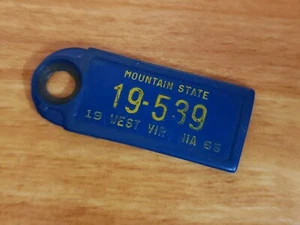 MOUNTAIN STATE
19-539
19 WEST VIR NIA 65